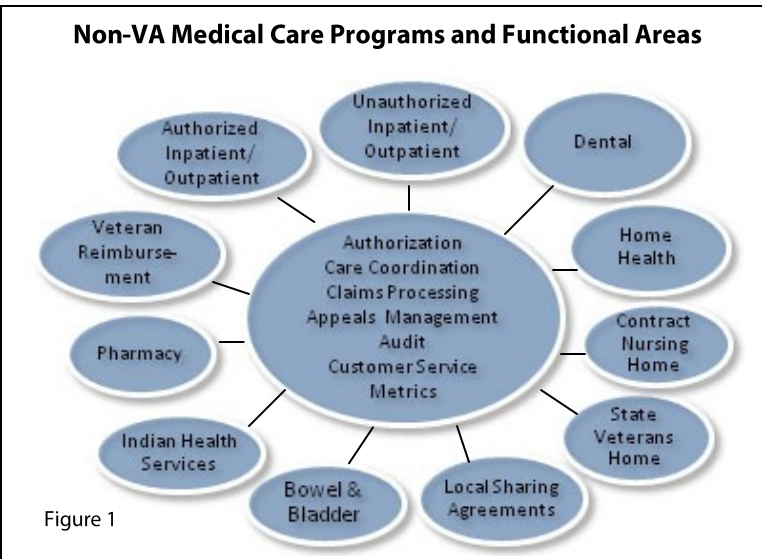 Non-VA Medical Care Programs and Functional Areas
Unauthorized
Inpatient/
Outpatient
Authorized
Inpatient/
Outpatient
Dental
Veteran
Reimburse-
ment
Home
Health
Authorization
Care Coordination
Claims Processing
Appeals Management
Audit
Customer Service
Metrics
Pharmacy
Contract
Nursing
Home
State
Veterans
Home
Indian Health
Services
Bowel &
Bladder
Local Sharing
Agreements
Figure 1